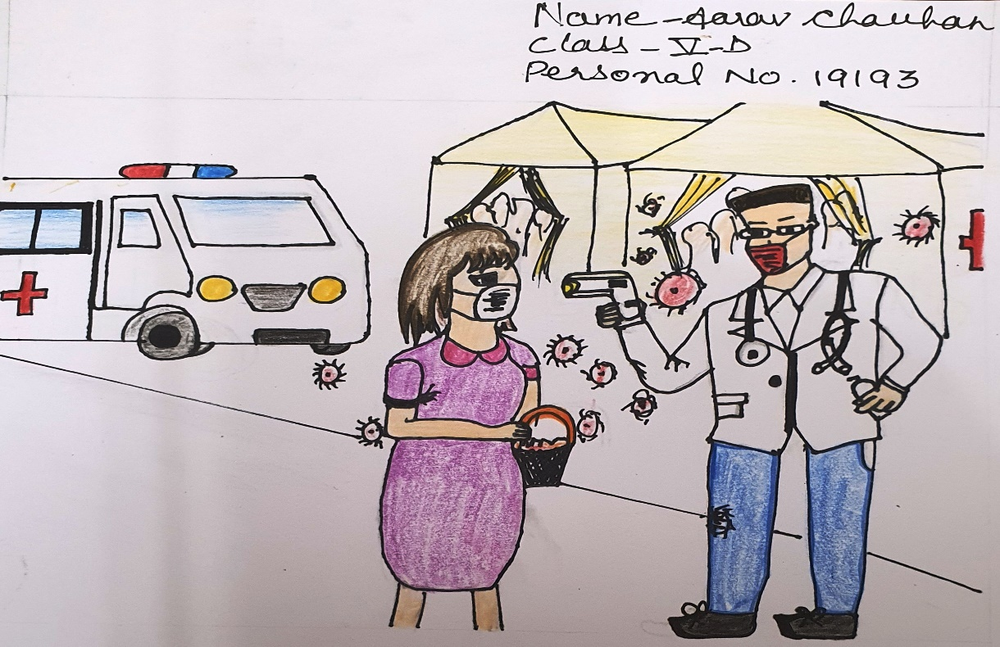 Name - Aarav Chauhan
Class - V - D
Personal No. 19193